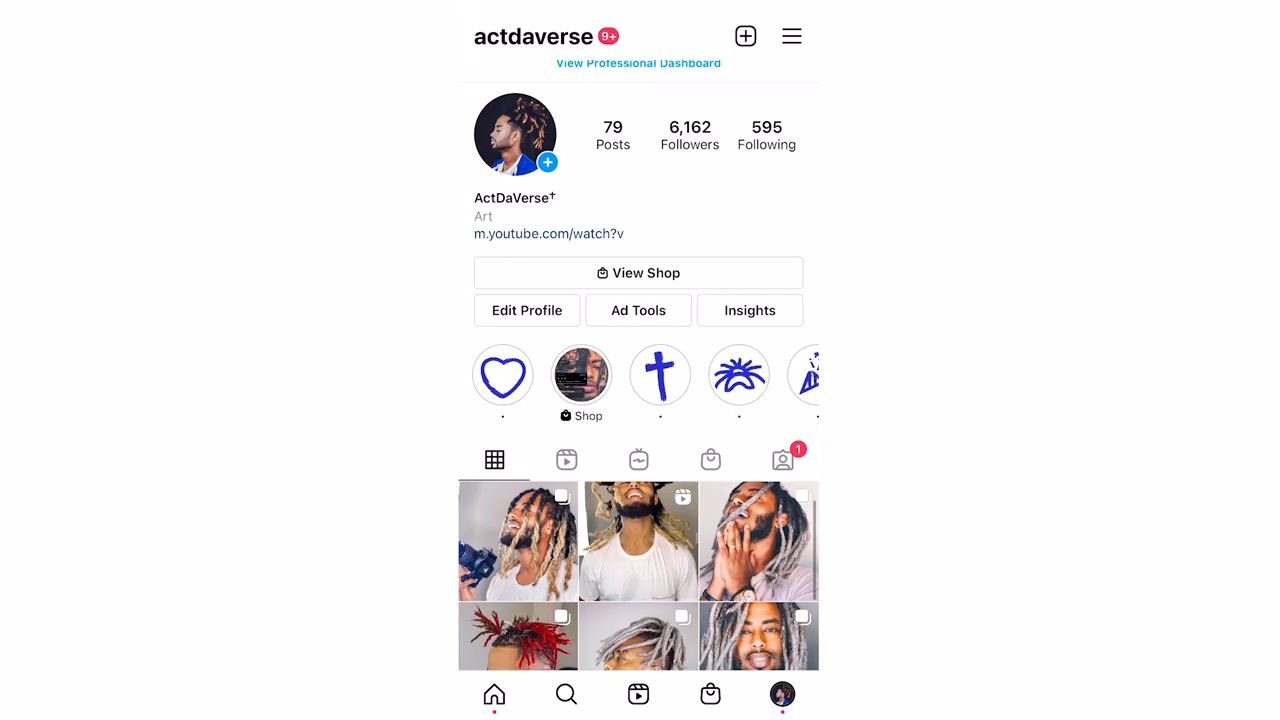 actdaverse 9+
View Professional Dashboard
79 6,162 595
Posts Followers Following
ActDaVerse†
Art
m.youtube.com/watch?v
View Shop
Edit Profile Ad Tools Insights
Shop
1